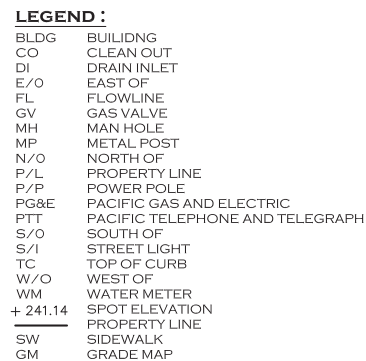 LEGEND :
BLDG BUILIDNG
CO CLEAN OUT
DI DRAIN INLET
E/O EAST OF
FL FLOWLINE
GV GAS VALVE
MH MAN HOLE
MP METAL POST
N/O NORTH OF
P/L PROPERTY LINE
P/P POWER POLE
PG&E PACIFIC GAS AND ELECTRIC
PTT PACIFIC TELEPHONE AND TELEGRAPH
S/O SOUTH OF
S/I STREET LIGHT
TC TOP OF CURB
W/O WEST OF
WM WATER METER
+ 241.14 SPOT ELEVATION
PROPERTY LINE
SW SIDEWALK
GM GRADE MAP